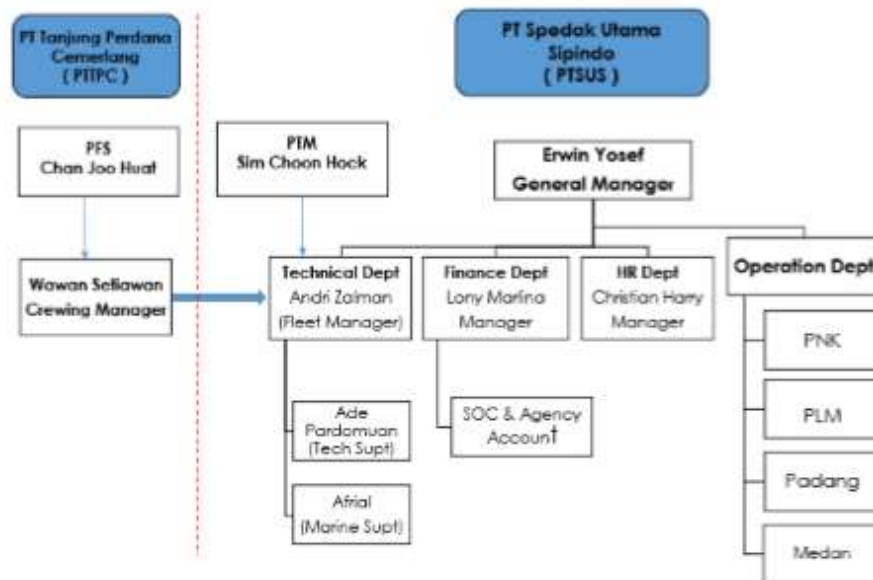 PT Tanjung Perdana
Cemerlang
( PTTPC )
PT Spedak Utama
Sipindo
( PTSUS )
PFS
Chan Joo Huat
PTM
Sim Choon Hock
Erwin Yosef
General Manager
Wawan Setiawan
Crewing Manager
Technical Dept
Andri Zalman
(Fleet Manager)
Finance Dept
Lony Marlina
Manager
HR Dept
Christian Harry
Manager
Operation Dept
Ade
Pardomuan
(Tech Supt)
Afrial
(Marine Supt)
SOC & Agency
Account
PNK
PLM
Padang
Medan